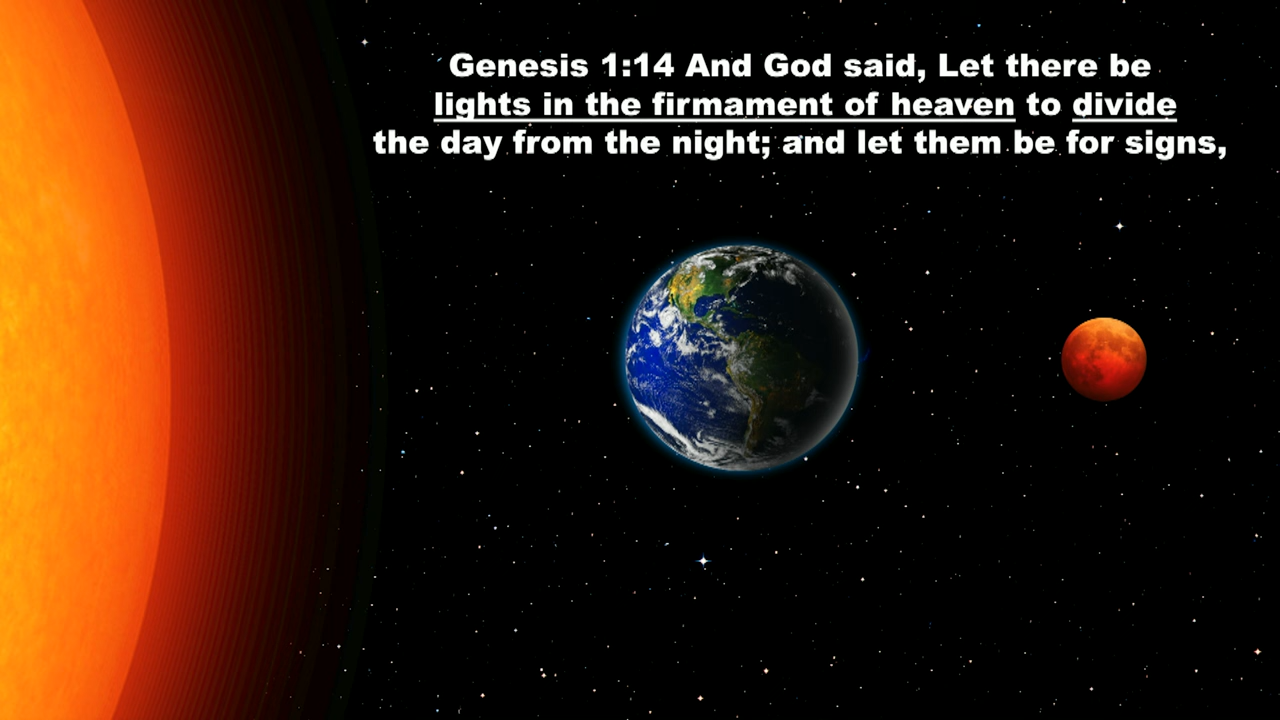 Genesis 1:14 And God said, Let there be
lights in the firmament of heaven to divide
the day from the night; and let them be for signs,